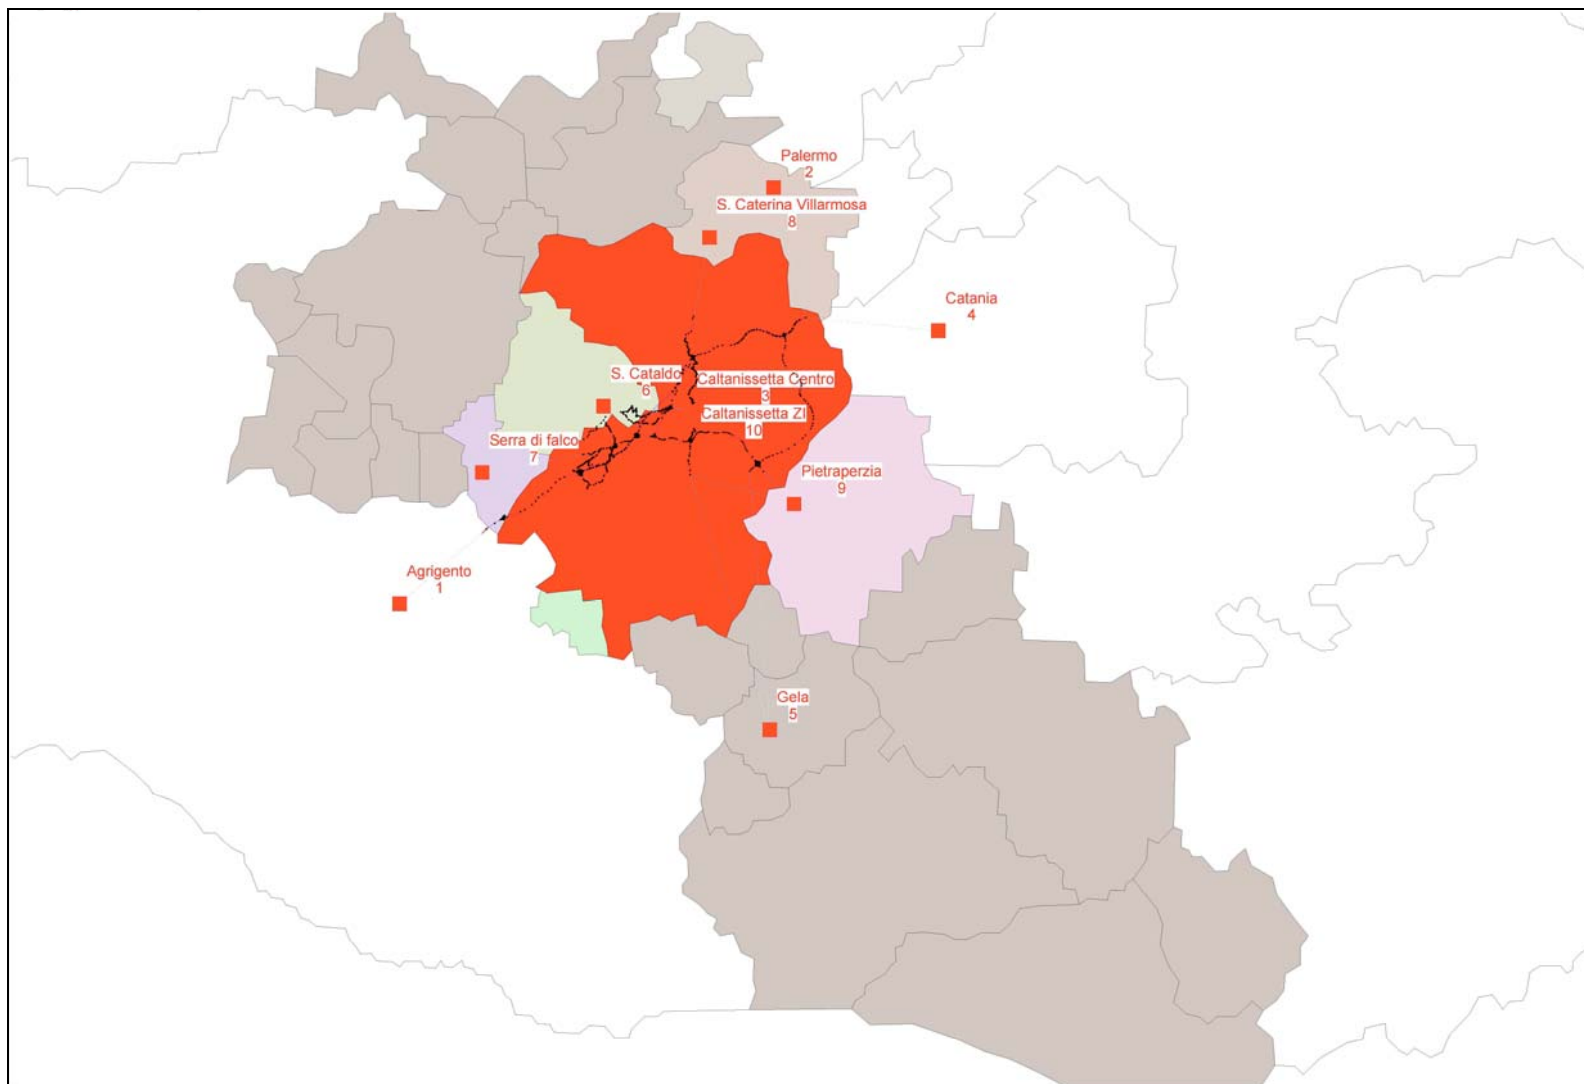 Palermo
2
S. Caterina Villarmosa
8
Catania
4
S. Cataldo
6
Caltanissetta Centro
3
Caltanissetta ZI
10
Serra di falco
7
Pietraperzia
9
Agrigento
1
Gela
5